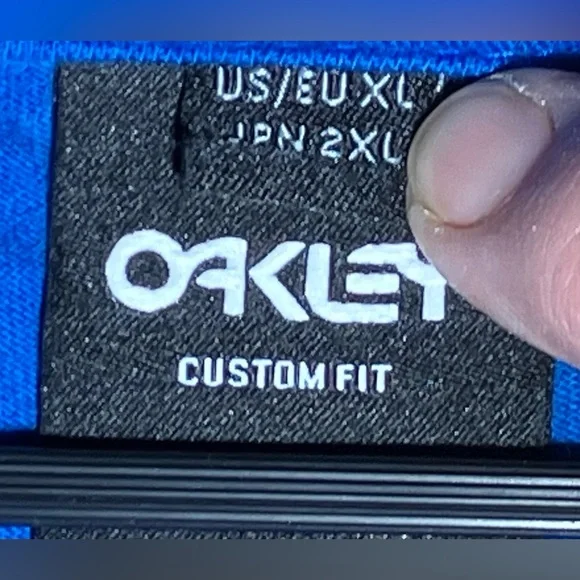 US/EU XL
JPN 2XL
OAKLEY
CUSTOM FIT